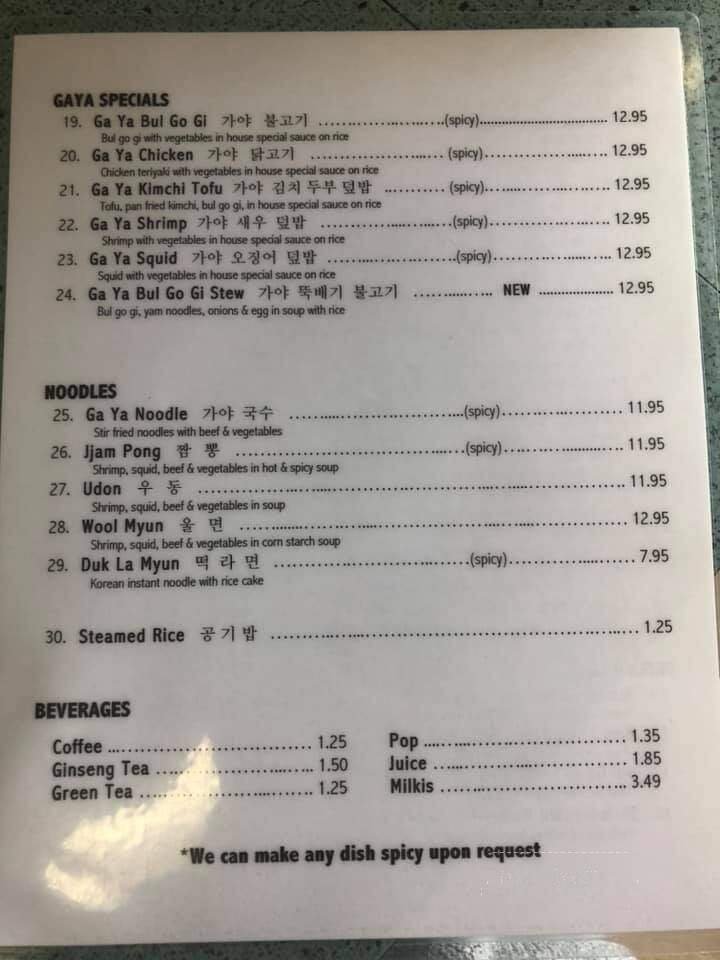 GAYA SPECIALS
19. Ga Ya Bul Go Gi 가야 불고기 ........................(spicy)................................ 12.95
Bul go gi with vegetables in house special sauce on rice
20. Ga Ya Chicken 가야 닭고기 ......................... (spicy)........................... 12.95
Chicken teriyaki with vegetables in house special sauce on rice
21. Ga Ya Kimchi Tofu 가야 김치 두부 덮밥 ........... (spicy)........................... 12.95
Tofu, pan fried kimchi, bul go gi, in house special sauce on rice
22. Ga Ya Shrimp 가야 새우 덮밥 ........................(spicy)........................... 12.95
Shrimp with vegetables in house special sauce on rice
23. Ga Ya Squid 가야 오징어 덮밥 ........................(spicy)........................... 12.95
Squid with vegetables in house special sauce on rice
24. Ga Ya Bul Go Gi Stew 가야 뚝배기 불고기 ............... NEW ..................... 12.95
Bul go gi, yam noodles, onions & egg in soup with rice
NOODLES
25. Ga Ya Noodle 가야 국수 ................................(spicy)........................ 11.95
Stir fried noodles with beef & vegetables
26. Jjam Pong 짬 뽕 ..........................................(spicy)........................ 11.95
Shrimp, squid, beef & vegetables in hot & spicy soup
27. Udon 우 동 .................................................................................. 11.95
Shrimp, squid, beef & vegetables in soup
28. Wool Myun 울 면 ........................................................................ 12.95
Shrimp, squid, beef & vegetables in corn starch soup
29. Duk La Myun 떡 라 면 ...................................(spicy)........................ 7.95
Korean instant noodle with rice cake
30. Steamed Rice 공 기 밥 ................................................................ 1.25
BEVERAGES
Coffee ................................. 1.25
Ginseng Tea ........................... 1.50
Green Tea .............................. 1.25
Pop .................................. 1.35
Juice ................................ 1.85
Milkis ............................... 3.49
*We can make any dish spicy upon request